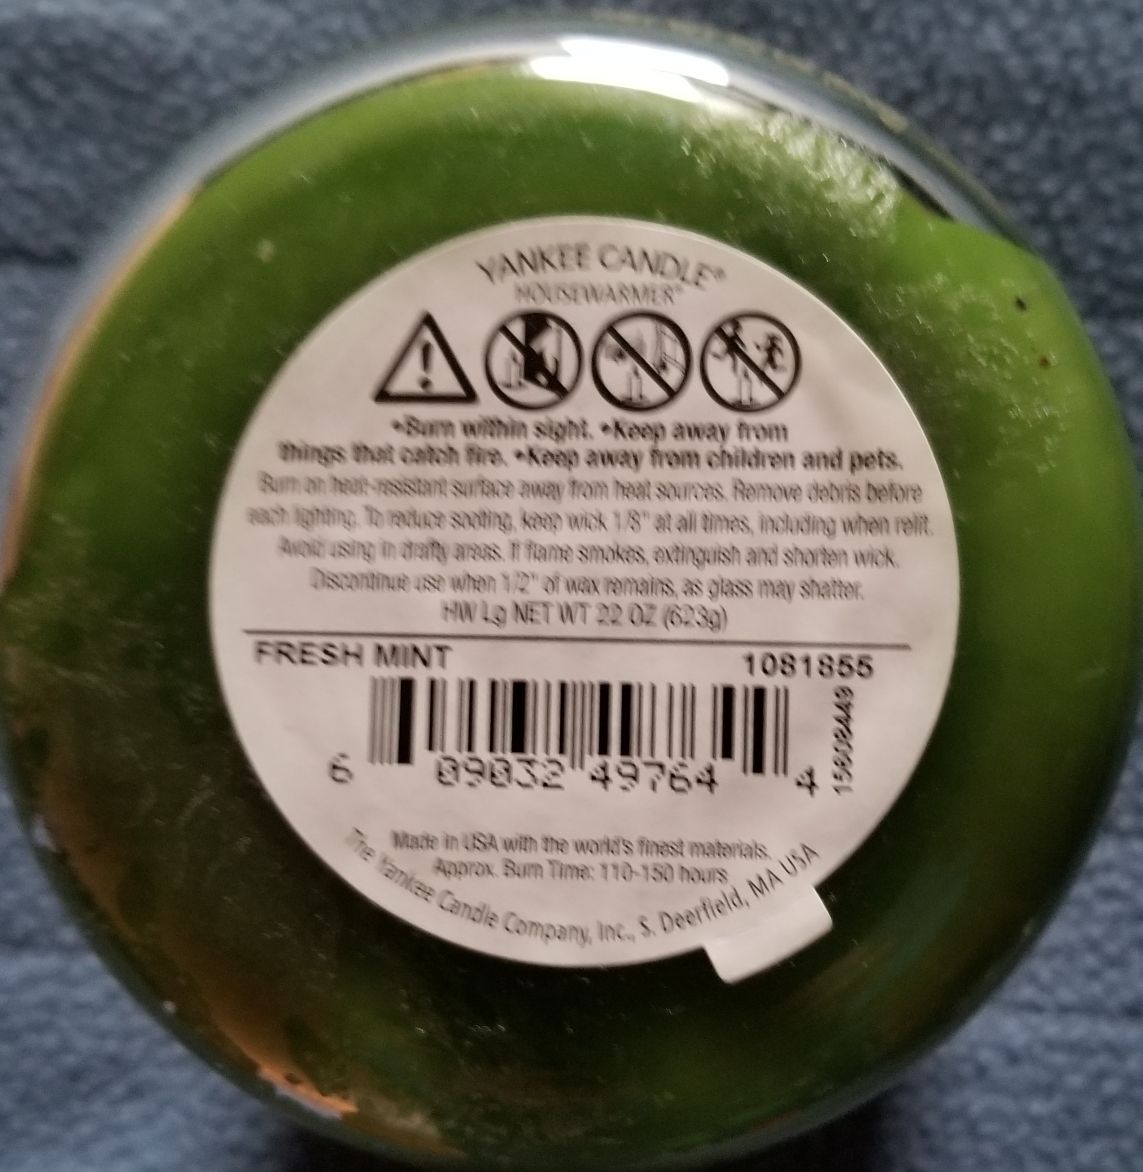 YANKEE CANDLE®
HOUSEWARMER®
•Burn within sight. •Keep away from
things that catch fire. •Keep away from children and pets.
Burn on heat-resistant surface away from heat sources. Remove debris before
each lighting. To reduce sooting, keep wick 1/8" at all times, including when relit.
Avoid using in drafty areas. If flame smokes, extinguish and shorten wick.
Discontinue use when 1/2" of wax remains, as glass may shatter.
HW Lg NET WT 22 OZ (623g)
FRESH MINT 1081855
6 09032 49764 4
15608449
Made in USA with the world's finest materials.
Approx. Burn Time: 110-150 hours
The Yankee Candle Company, Inc., S. Deerfield, MA USA